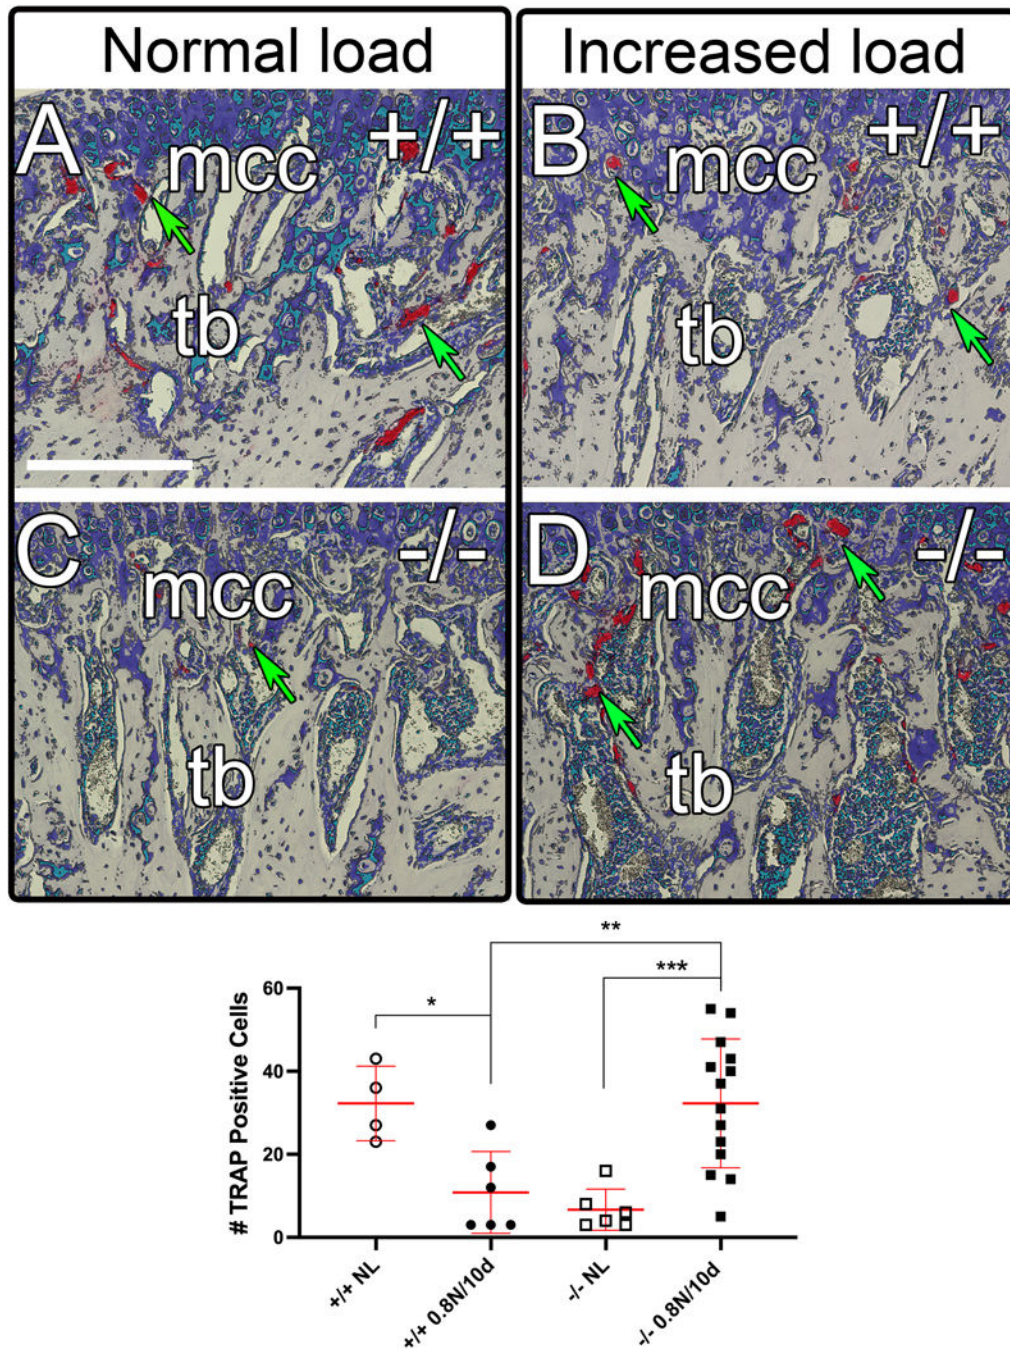 Normal load
Increased load
A
+/+
mcc
tb
B
+/+
mcc
tb
C
-/-
mcc
tb
D
-/-
mcc
tb
**
***
*
# TRAP Positive Cells
60
40
20
0
+/+ NL
+/+ 0.8N/10d
-/- NL
-/- 0.8N/10d